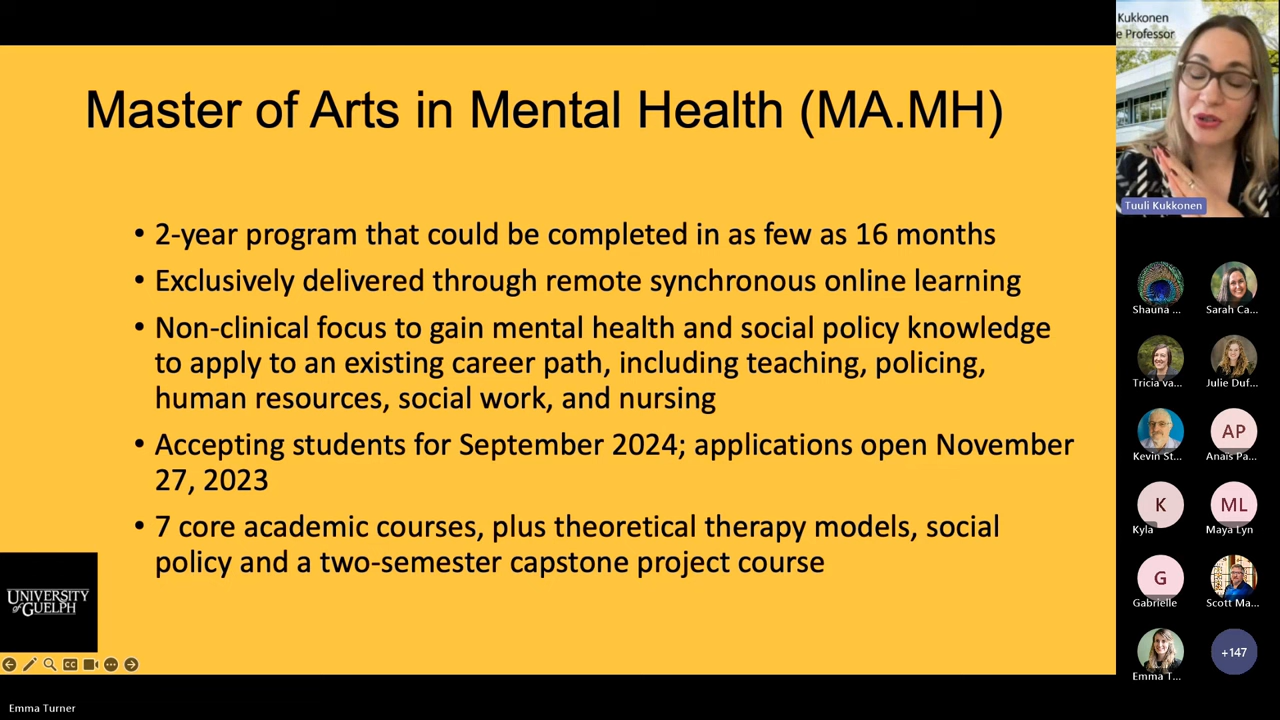 Master of Arts in Mental Health (MA.MH)
• 2-year program that could be completed in as few as 16 months
• Exclusively delivered through remote synchronous online learning
• Non-clinical focus to gain mental health and social policy knowledge
to apply to an existing career path, including teaching, policing,
human resources, social work, and nursing
• Accepting students for September 2024; applications open November
27, 2023
• 7 core academic courses, plus theoretical therapy models, social
policy and a two-semester capstone project course
UNIVERSITY
of GUELPH
CC
Emma Turner
Kukkonen
e Professor
Tuuli Kukkonen
Shauna ...
Sarah Ca...
Tricia va...
Julie Duf...
Kevin St...
AP
Anais Pa...
K
Kyla
ML
Maya Lyn
G
Gabrielle
Scott Ma...
Emma T...
+147